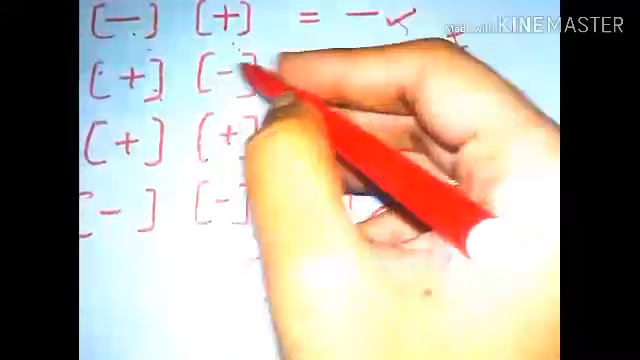 Made with KINEMASTER
[-] [+] = -
[+] [-]
[+] [+]
[-] [-]